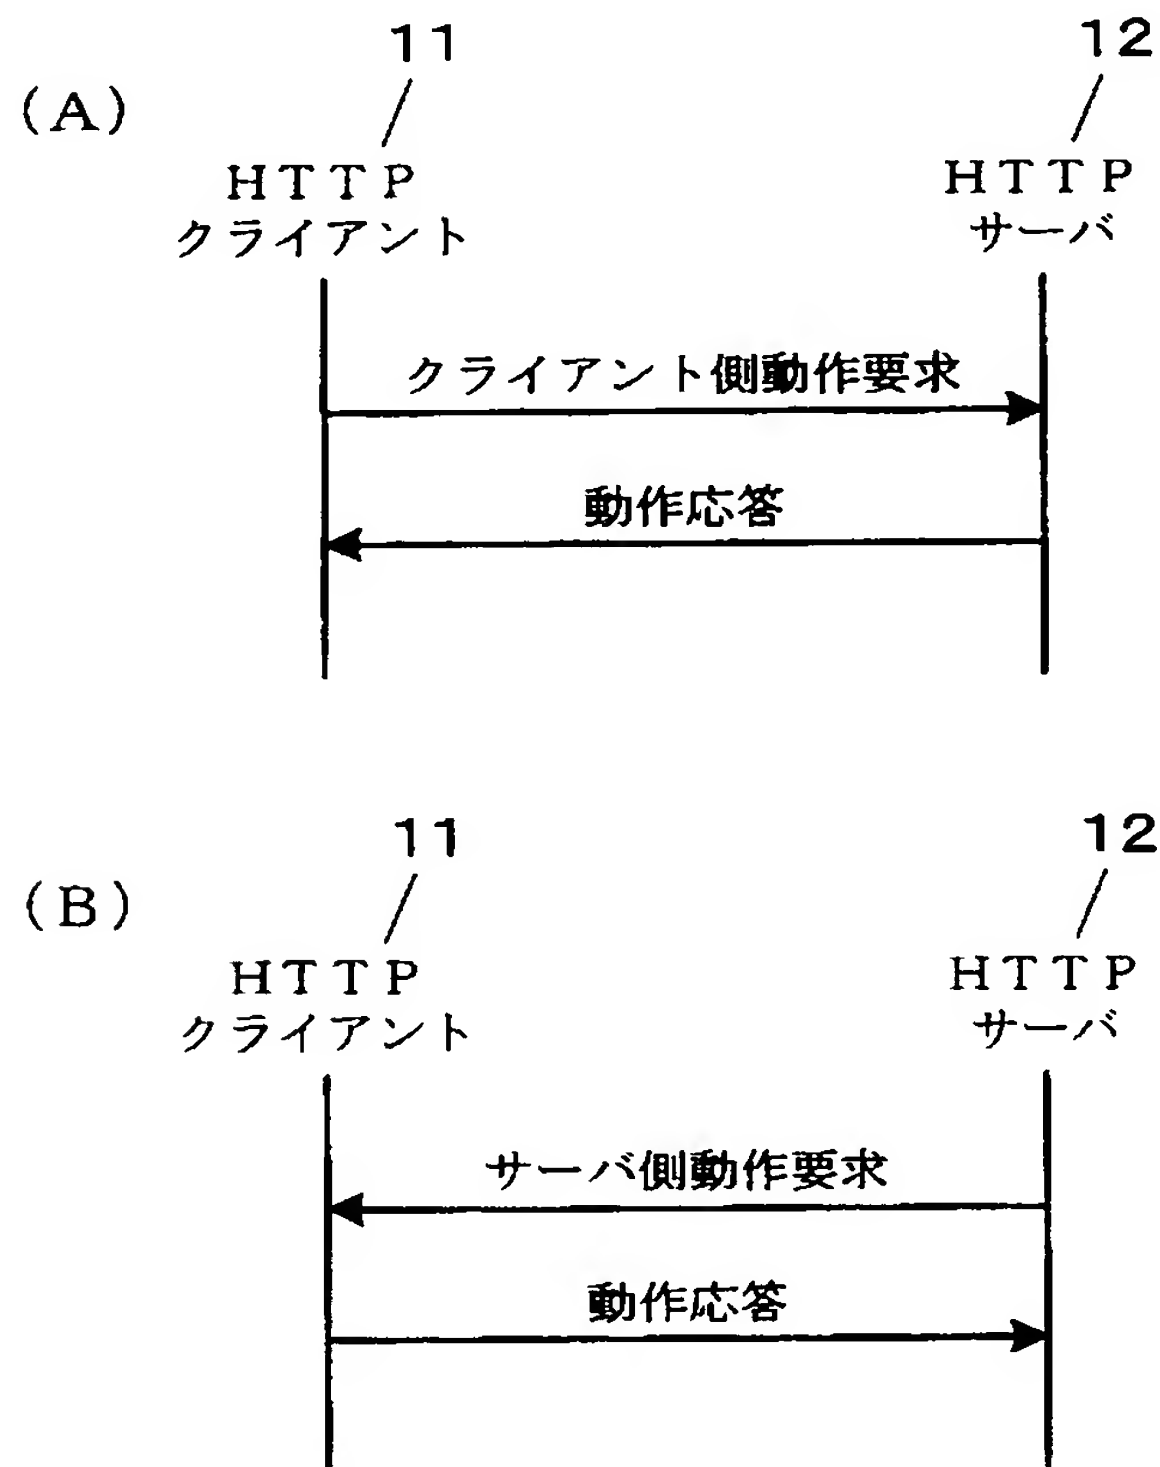 11
12
(A)
HTTP
クライアント
HTTP
サーバ
クライアント側動作要求
動作応答
11
12
(B)
HTTP
クライアント
HTTP
サーバ
サーバ側動作要求
動作応答